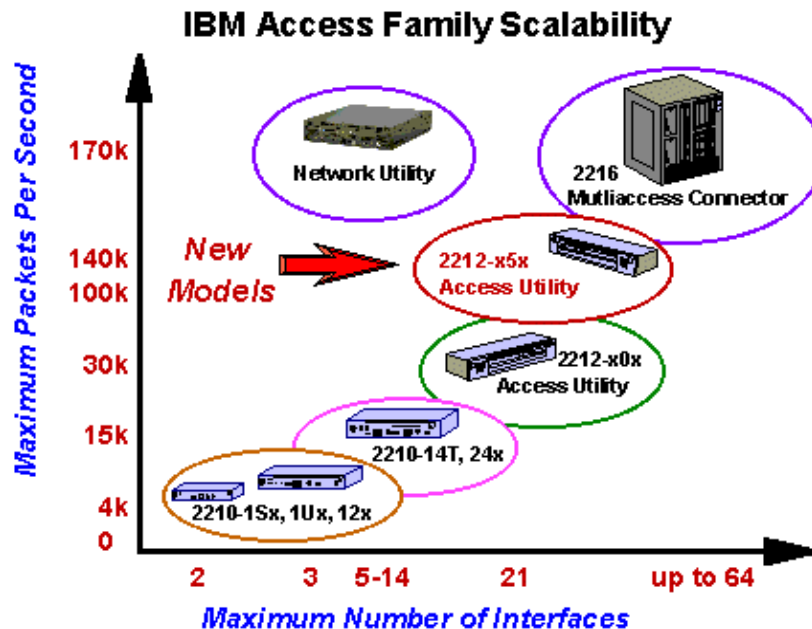 IBM Access Family Scalability
Maximum Packets Per Second
170k
140k
100k
30k
15k
4k
0
Network Utility
2216
Mutliaccess Connector
New
Models
2212-x5x
Access Utility
2212-x0x
Access Utility
2210-14T, 24x
2210-1Sx, 1Ux, 12x
2 3 5-14 21 up to 64
Maximum Number of Interfaces